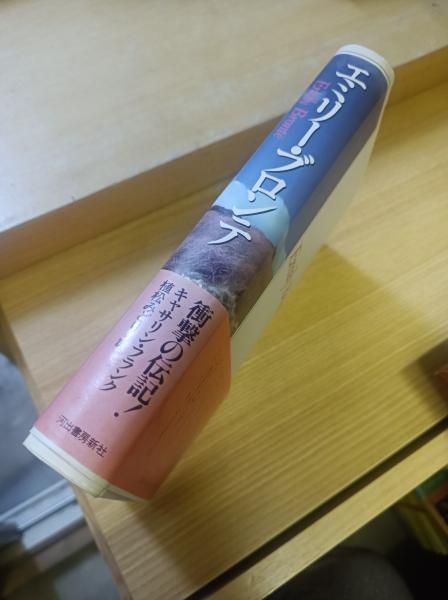 エミリー・ブロンテ
Emily Brontë
衝撃の伝記!
キャサリン・フランク
植松みどり
河出書房新社